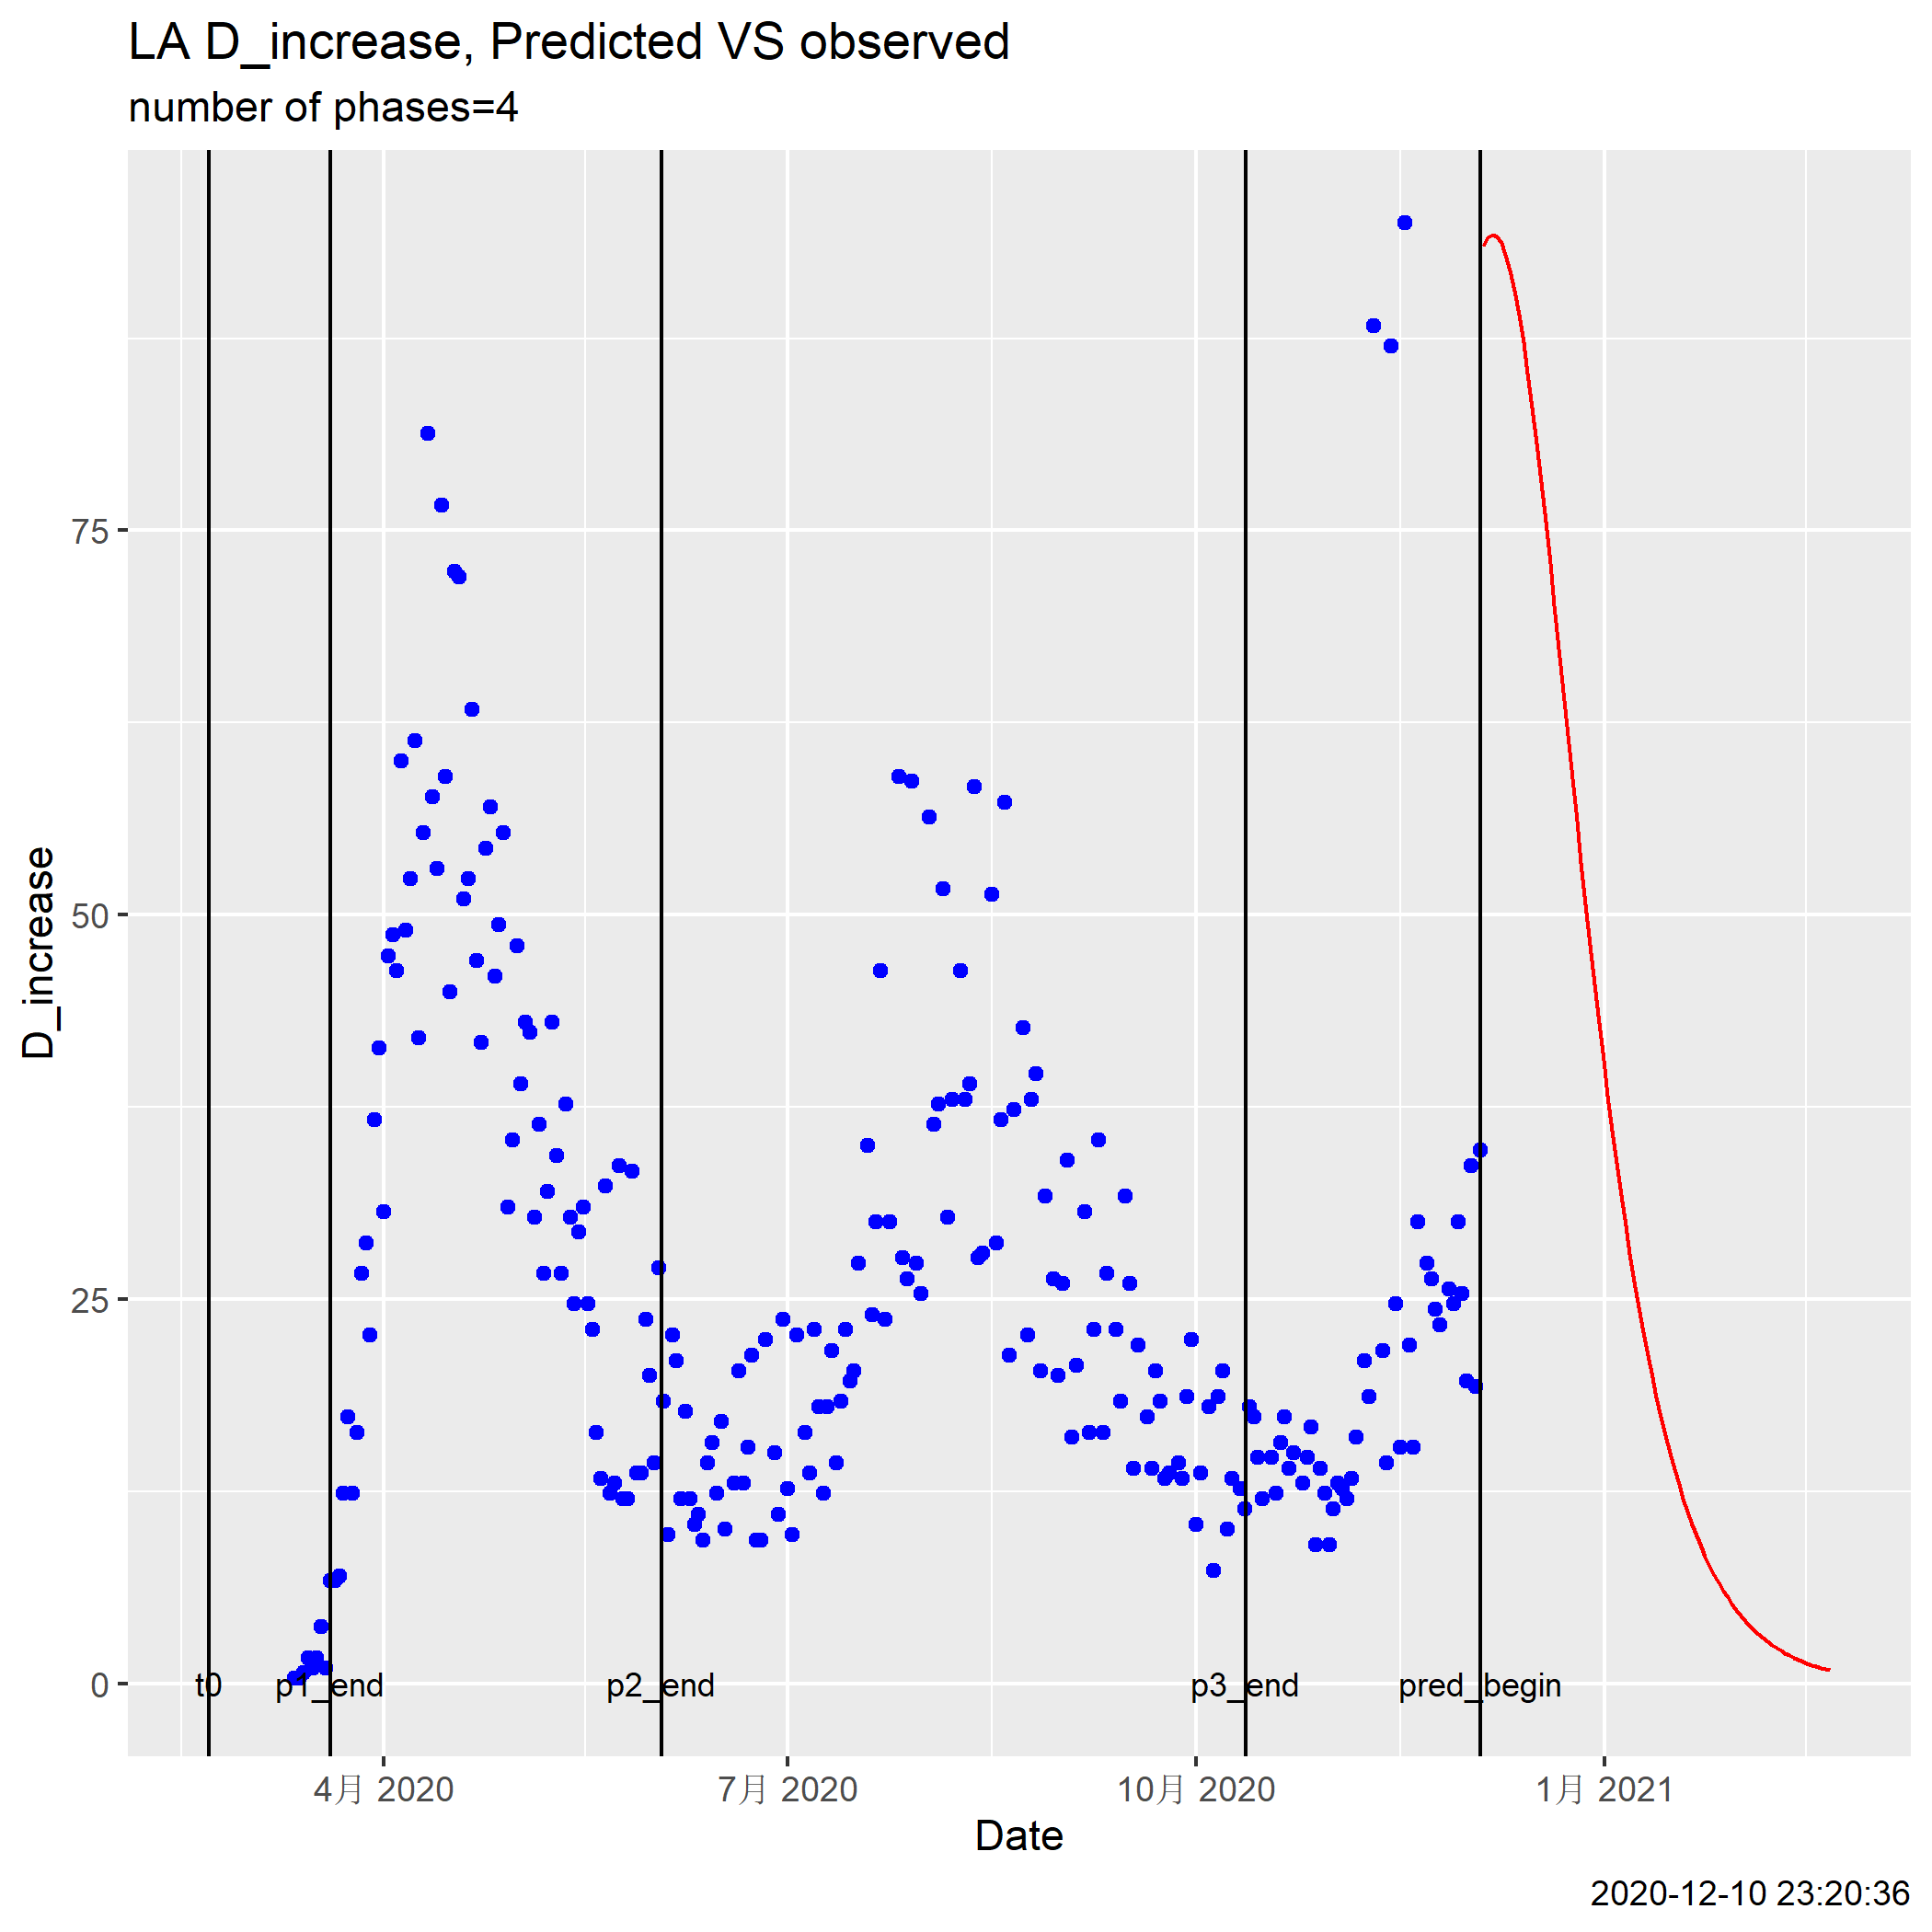 LA D_increase, Predicted VS observed
number of phases=4
D_increase
75
50
25
0
t0
p1_end
p2_end
p3_end
pred_begin
4月 2020
7月 2020
10月 2020
1月 2021
Date
2020-12-10 23:20:36